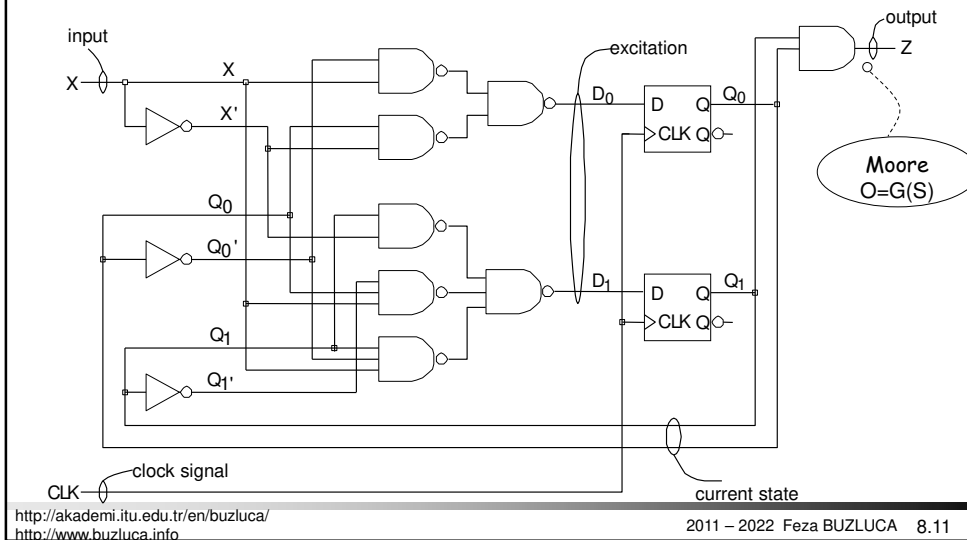 output
input
excitation
X
X
Z
D0
D
Q
Q0
X'
CLK
Q
Moore
O=G(S)
Q0
Q0'
D1
D
Q
Q1
CLK
Q
Q1
Q1'
clock signal
CLK
current state
http://akademi.itu.edu.tr/en/buzluca/
http://www.buzluca.info
2011 – 2022 Feza BUZLUCA
8.11